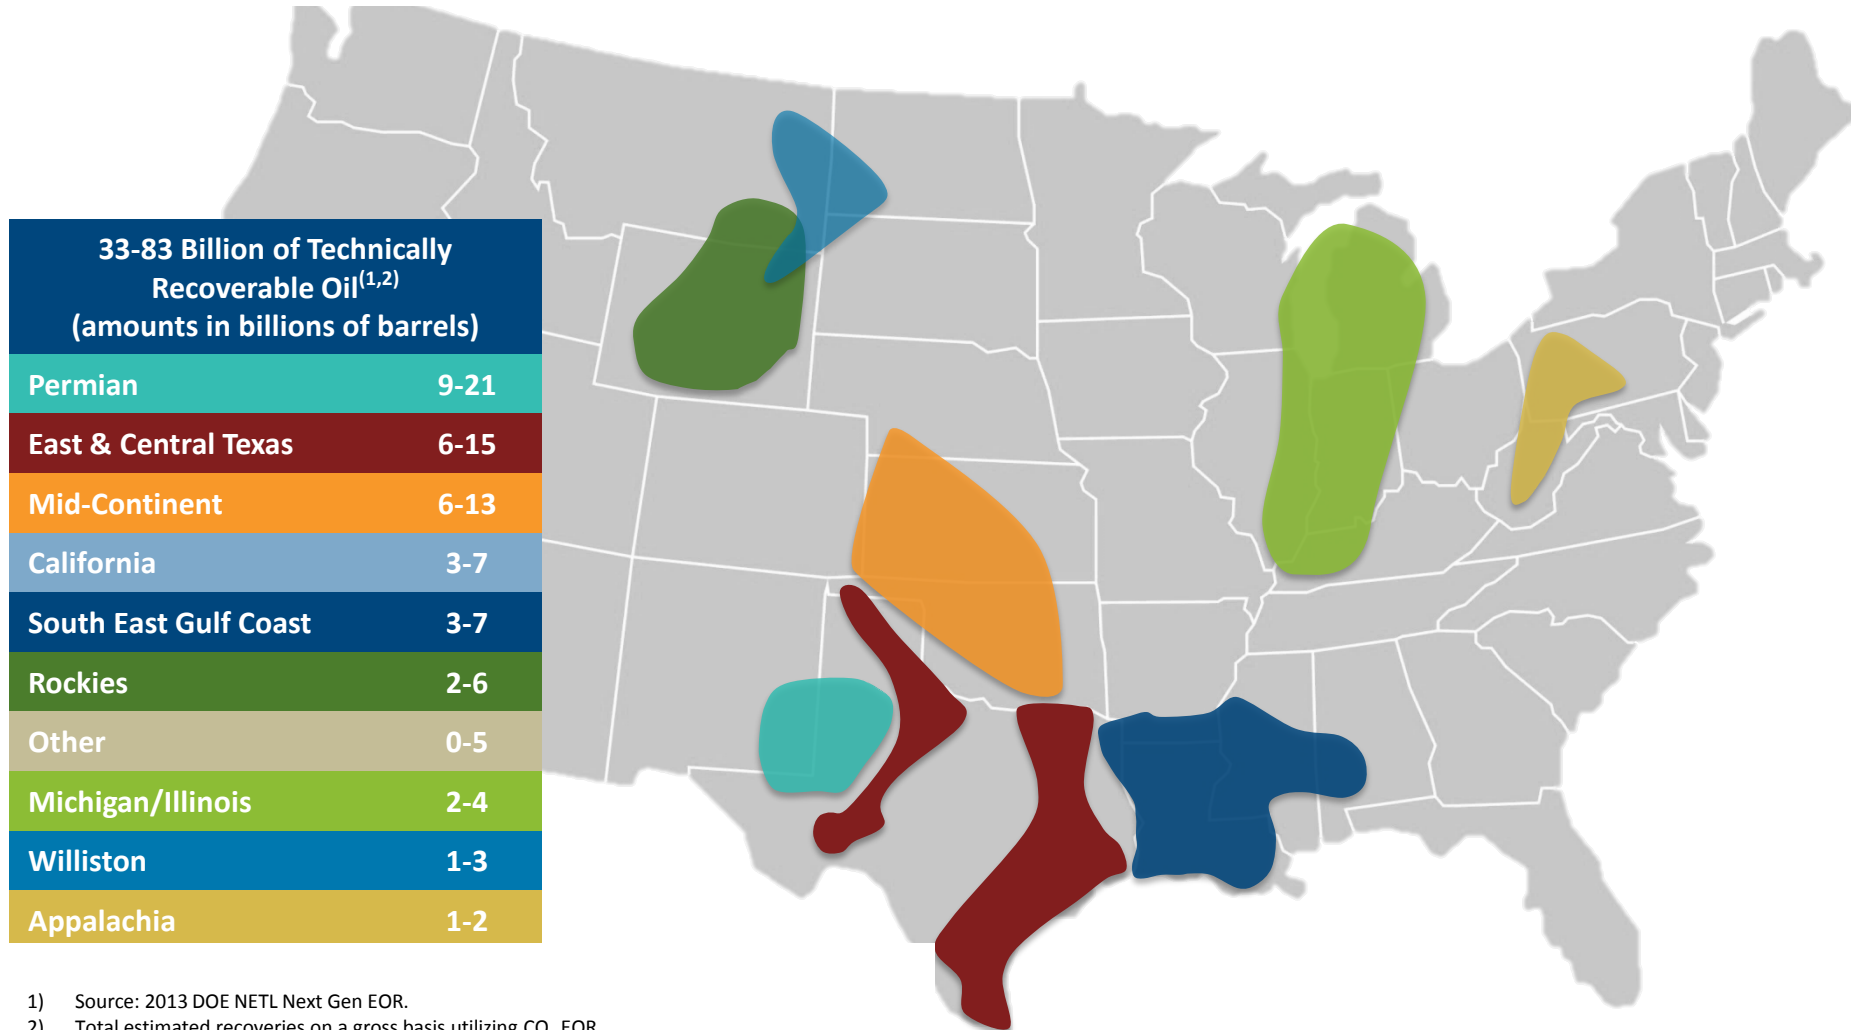 33-83 Billion of Technically
Recoverable Oil(1,2)
(amounts in billions of barrels)
Permian 9-21
East & Central Texas 6-15
Mid-Continent 6-13
California 3-7
South East Gulf Coast 3-7
Rockies 2-6
Other 0-5
Michigan/Illinois 2-4
Williston 1-3
Appalachia 1-2
1) Source: 2013 DOE NETL Next Gen EOR.
2) Total estimated recoveries on a gross basis utilizing CO2 EOR